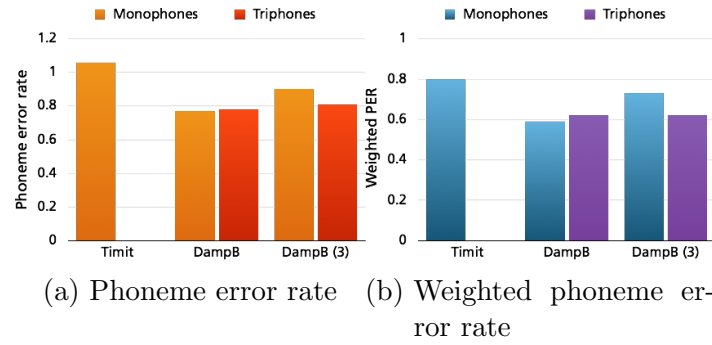 Monophones Triphones
Phoneme error rate
1.2
1
0.8
0.6
0.4
0.2
0
Timit DampB DampB (3)
(a) Phoneme error rate
Monophones Triphones
Weighted PER
1
0.8
0.6
0.4
0.2
0
Timit DampB DampB (3)
(b) Weighted phoneme er-
ror rate